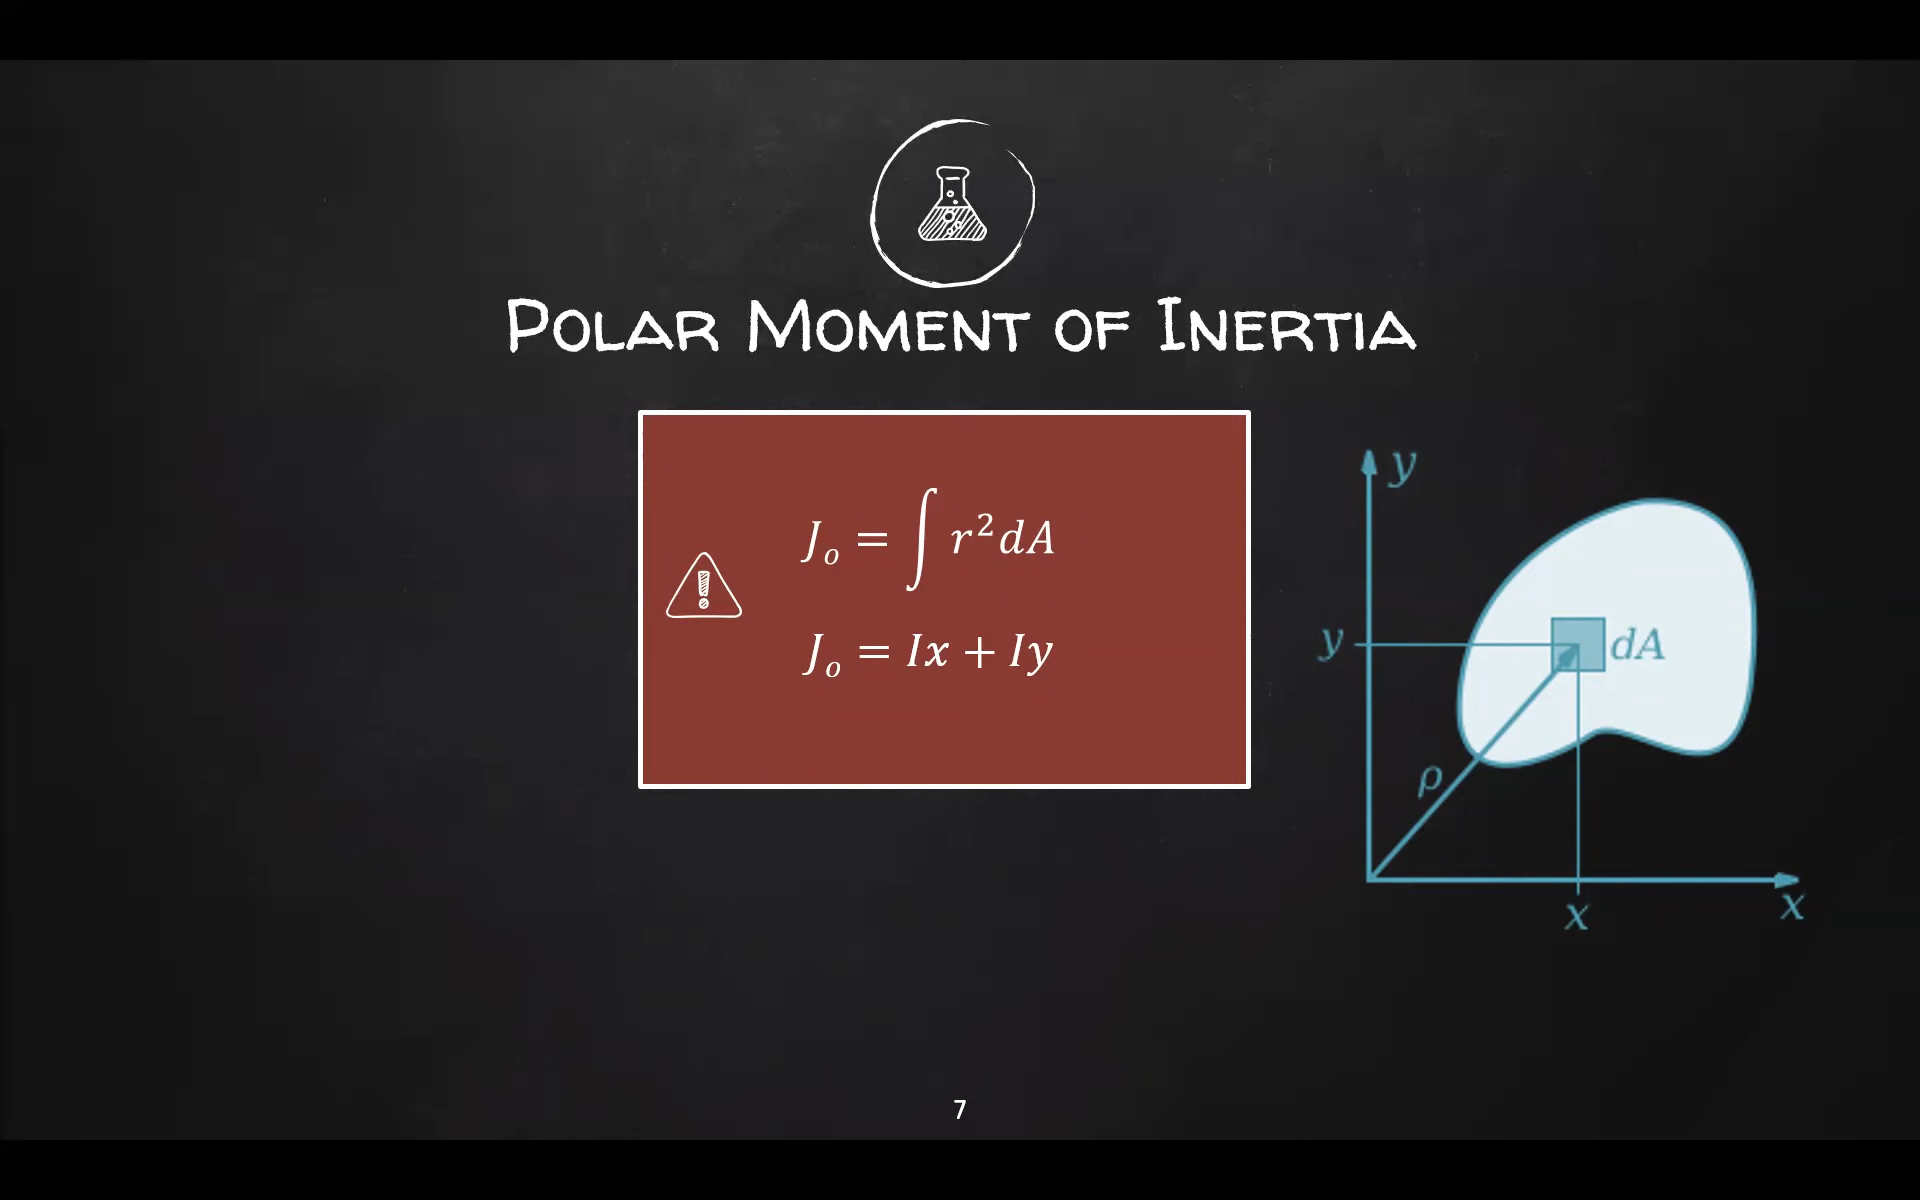 Polar Moment of Inertia
J_o = ∫ r²dA
J_o = Ix + Iy
y
y
dA
ρ
x
x
7